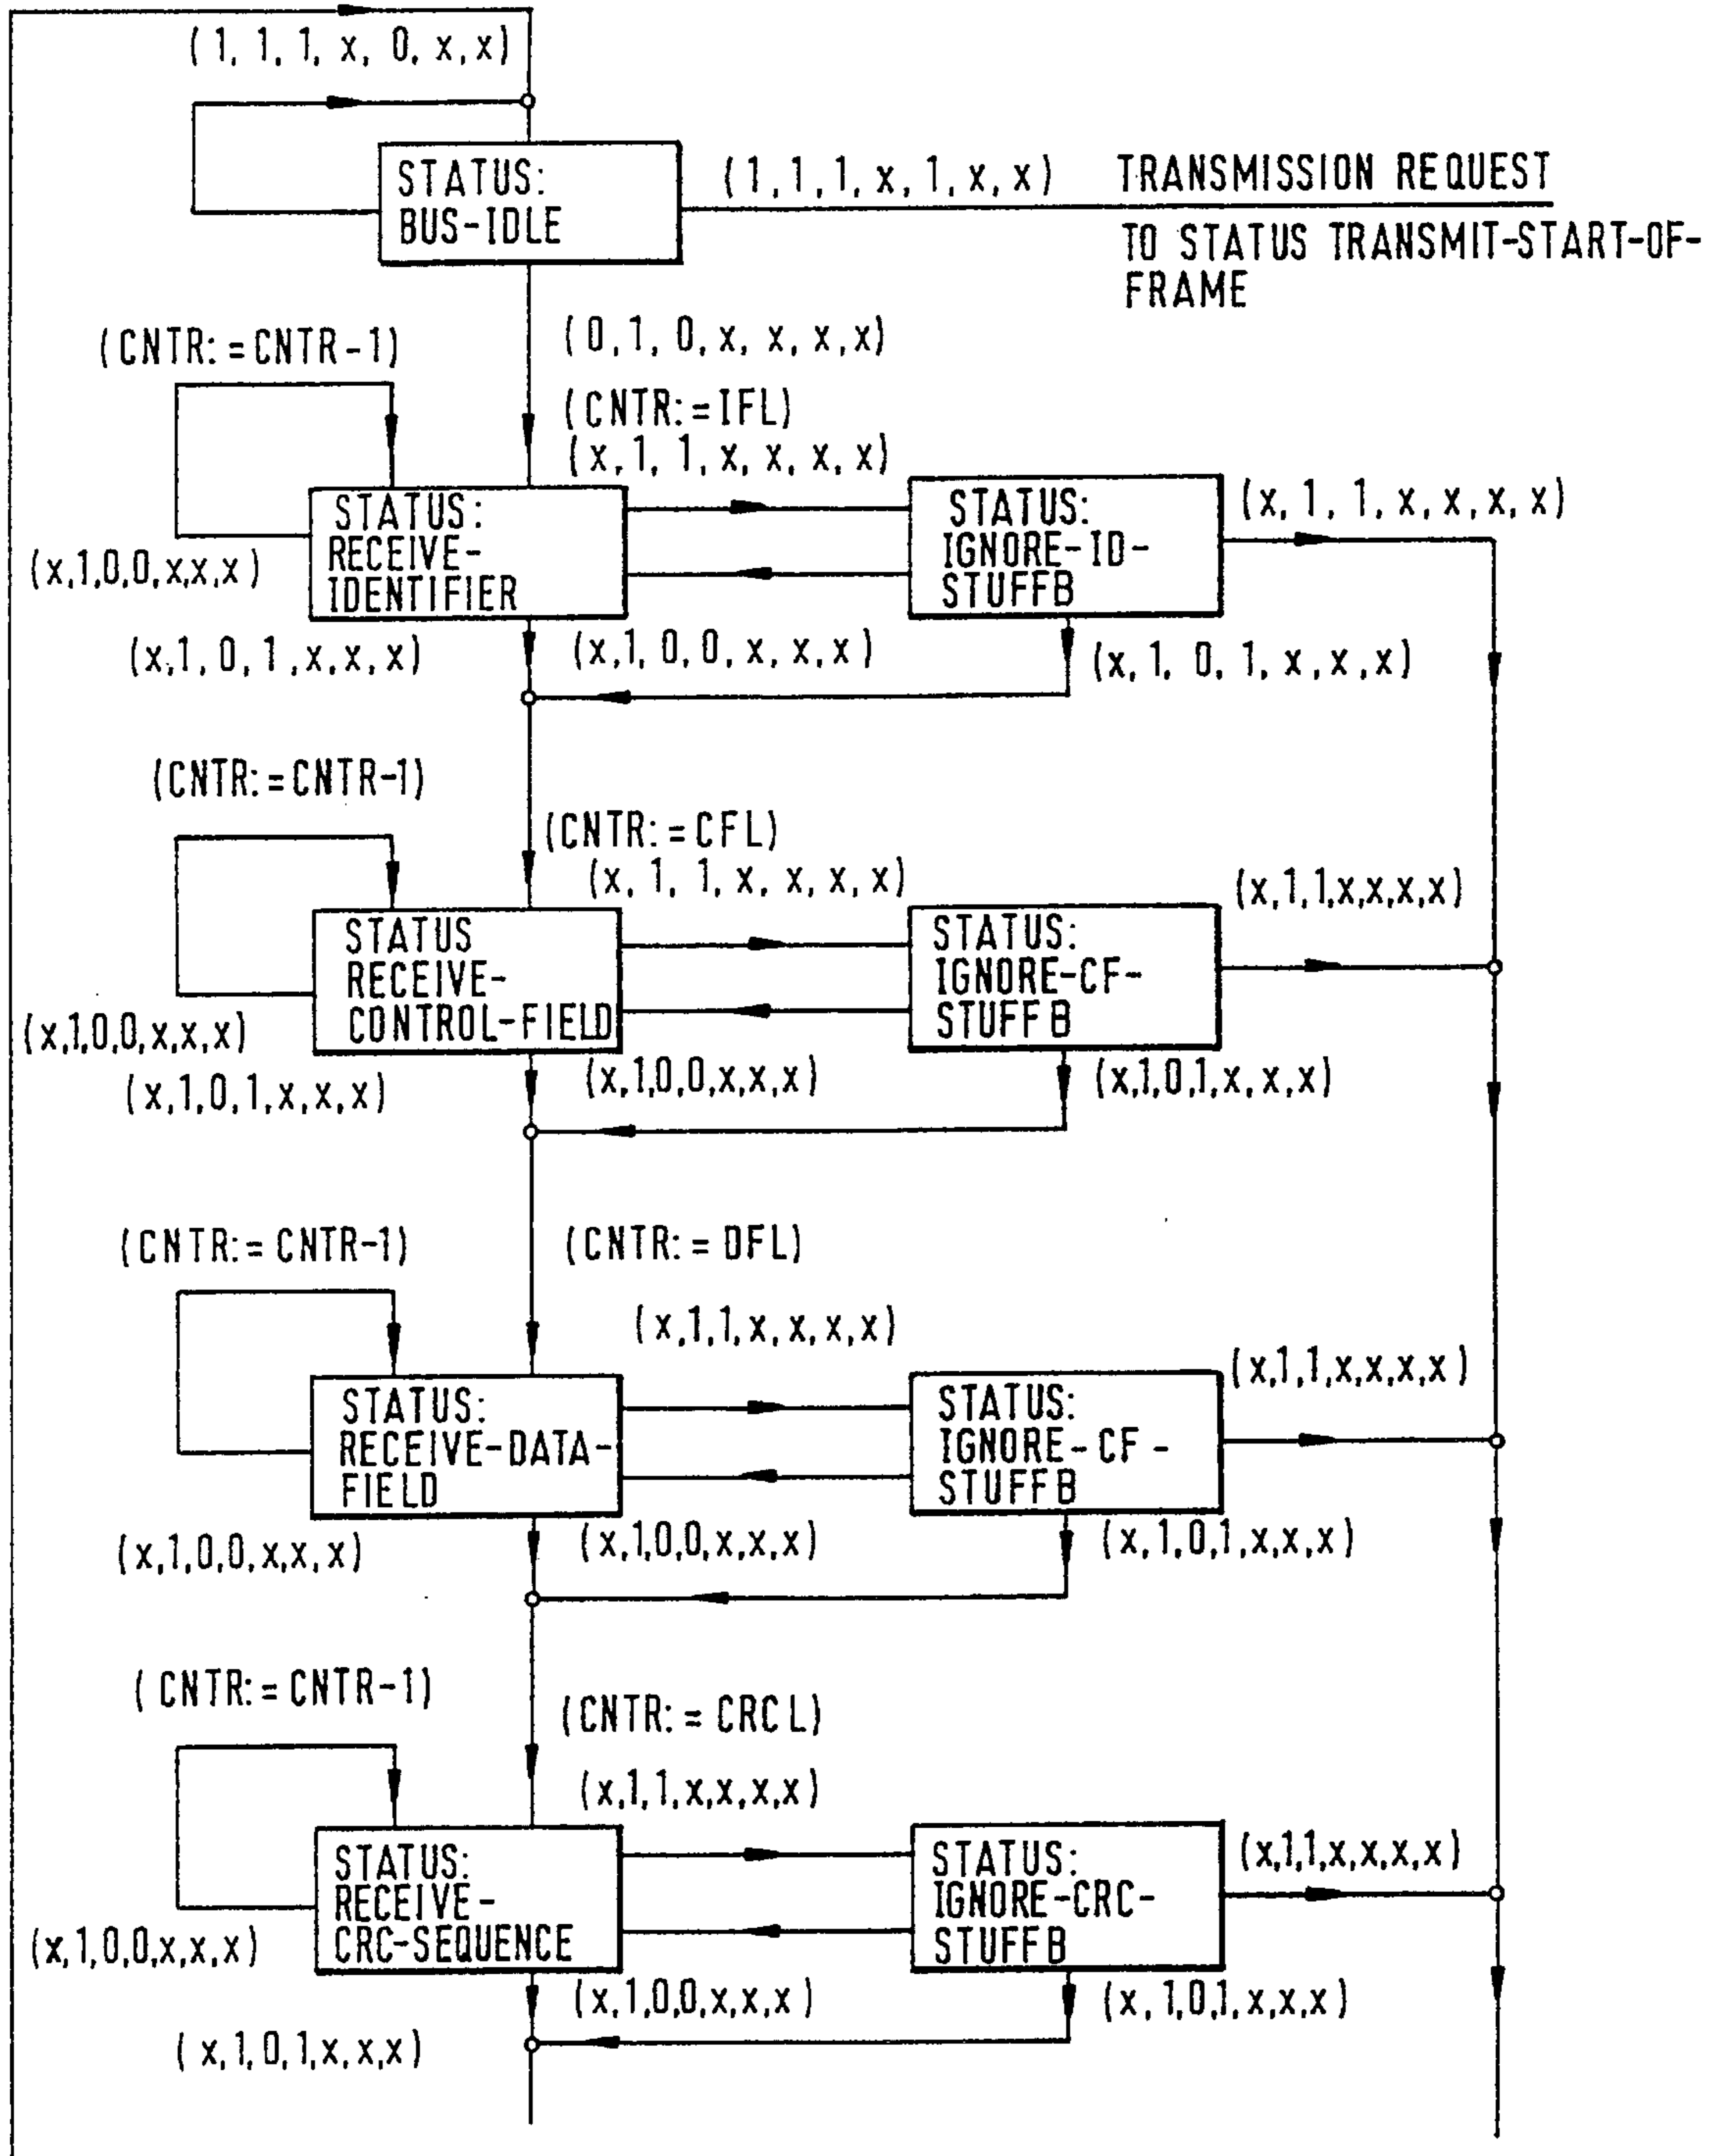 (1, 1, 1, x, 0, x, x)
STATUS:
BUS-IDLE
(1, 1, 1, x, 1, x, x)
TRANSMISSION REQUEST
TO STATUS TRANSMIT-START-OF-
FRAME
(CNTR:=CNTR-1)
(0, 1, 0, x, x, x, x)
(CNTR:=IFL)
(x, 1, 1, x, x, x, x)
STATUS:
RECEIVE-
IDENTIFIER
STATUS:
IGNORE-ID-
STUFFB
(x, 1, 1, x, x, x, x)
(x,1,0,0,x,x,x)
(x,1,0,1,x,x,x)
(x,1,0,0,x,x,x)
(x, 1, 0, 1, x, x, x)
(CNTR:=CNTR-1)
(CNTR:=CFL)
(x, 1, 1, x, x, x, x)
STATUS
RECEIVE-
CONTROL-FIELD
STATUS:
IGNORE-CF-
STUFFB
(x,1,1,x,x,x,x)
(x,1,0,0,x,x,x)
(x,1,0,1,x,x,x)
(x,1,0,0,x,x,x)
(x,1,0,1,x,x,x)
(CNTR:=CNTR-1)
(CNTR:=DFL)
(x,1,1,x,x,x,x)
STATUS:
RECEIVE-DATA-
FIELD
STATUS:
IGNORE-CF-
STUFFB
(x,1,1,x,x,x,x)
(x,1,0,0,x,x,x)
(x,1,0,0,x,x,x)
(x,1,0,1,x,x,x)
(CNTR:=CNTR-1)
(CNTR:=CRCL)
(x,1,1,x,x,x,x)
STATUS:
RECEIVE-
CRC-SEQUENCE
STATUS:
IGNORE-CRC-
STUFFB
(x,1,1,x,x,x,x)
(x,1,0,0,x,x,x)
(x,1,0,0,x,x,x)
(x,1,0,1,x,x,x)
(x,1,0,1,x,x,x)